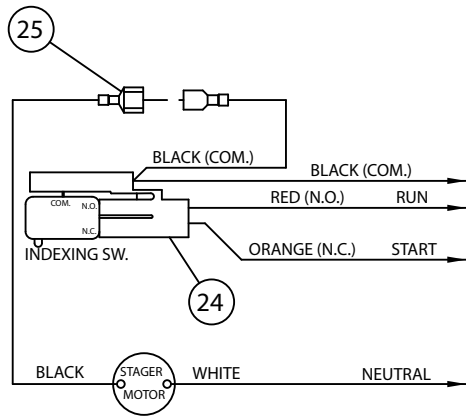 25
BLACK (COM.)
BLACK (COM.)
RED (N.O.) RUN
COM.
N.O.
N.C.
INDEXING SW.
ORANGE (N.C.) START
24
BLACK
STAGER
MOTOR
WHITE
NEUTRAL